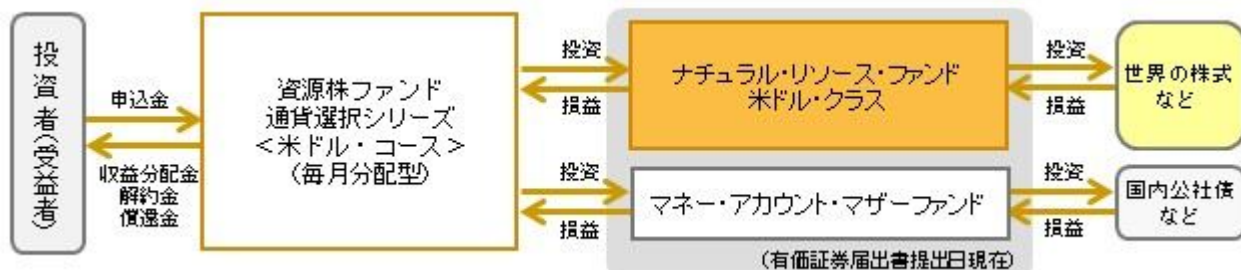 投資者(受益者)
申込金
収益分配金
解約金
償還金
資源株ファンド
通貨選択シリーズ
<米ドル・コース>
(毎月分配型)
投資
損益
投資
損益
ナチュラル・リソース・ファンド
米ドル・クラス
マネー・アカウント・マザーファンド
(有価証券届出書提出日現在)
投資
損益
投資
損益
世界の株式
など
国内公社債
など